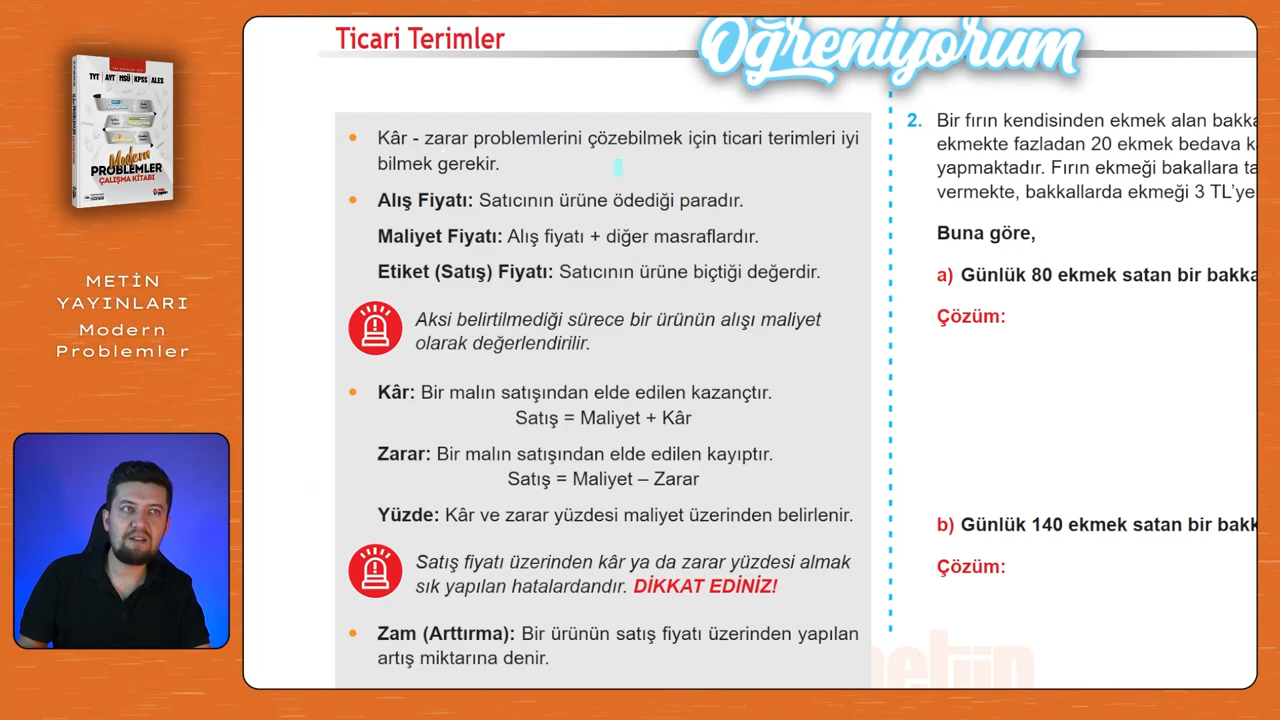 Ticari Terimler
Öğreniyorum
TYT | AYT | MSÜ | KPSS | ALES
Modern
PROBLEMLER
ÇALIŞMA KİTABI
METİN
YAYINLARI
Modern
Problemler
• Kâr - zarar problemlerini çözebilmek için ticari terimleri iyi
bilmek gerekir.
• Alış Fiyatı: Satıcının ürüne ödediği paradır.
Maliyet Fiyatı: Alış fiyatı + diğer masraflardır.
Etiket (Satış) Fiyatı: Satıcının ürüne biçtiği değerdir.
Aksi belirtilmediği sürece bir ürünün alışı maliyet
olarak değerlendirilir.
• Kâr: Bir malın satışından elde edilen kazançtır.
Satış = Maliyet + Kâr
Zarar: Bir malın satışından elde edilen kayıptır.
Satış = Maliyet – Zarar
Yüzde: Kâr ve zarar yüzdesi maliyet üzerinden belirlenir.
Satış fiyatı üzerinden kâr ya da zarar yüzdesi almak
sık yapılan hatalardandır. DİKKAT EDİNİZ!
• Zam (Arttırma): Bir ürünün satış fiyatı üzerinden yapılan
artış miktarına denir.
2. Bir fırın kendisinden ekmek alan bakka
ekmekte fazladan 20 ekmek bedava k
yapmaktadır. Fırın ekmeği bakallara ta
vermekte, bakkallarda ekmeği 3 TL'ye
Buna göre,
a) Günlük 80 ekmek satan bir bakka
Çözüm:
b) Günlük 140 ekmek satan bir bakk
Çözüm:
metin